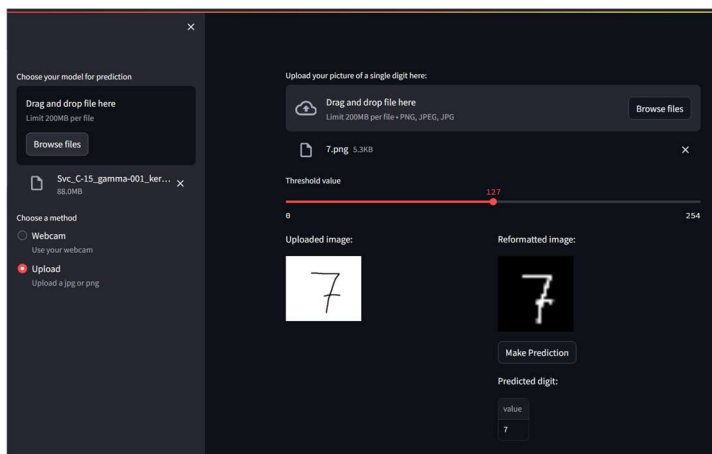 Choose your model for prediction
Drag and drop file here
Limit 200MB per file
Browse files
Svc_C-15_gamma-001_ker...
88.0MB
Choose a method
Webcam
Use your webcam
Upload
Upload a jpg or png
Upload your picture of a single digit here:
Drag and drop file here
Limit 200MB per file • PNG, JPEG, JPG
Browse files
7.png 5.3KB
Threshold value
127
0 254
Uploaded image:
7
Reformatted image:
7
Make Prediction
Predicted digit:
value
7